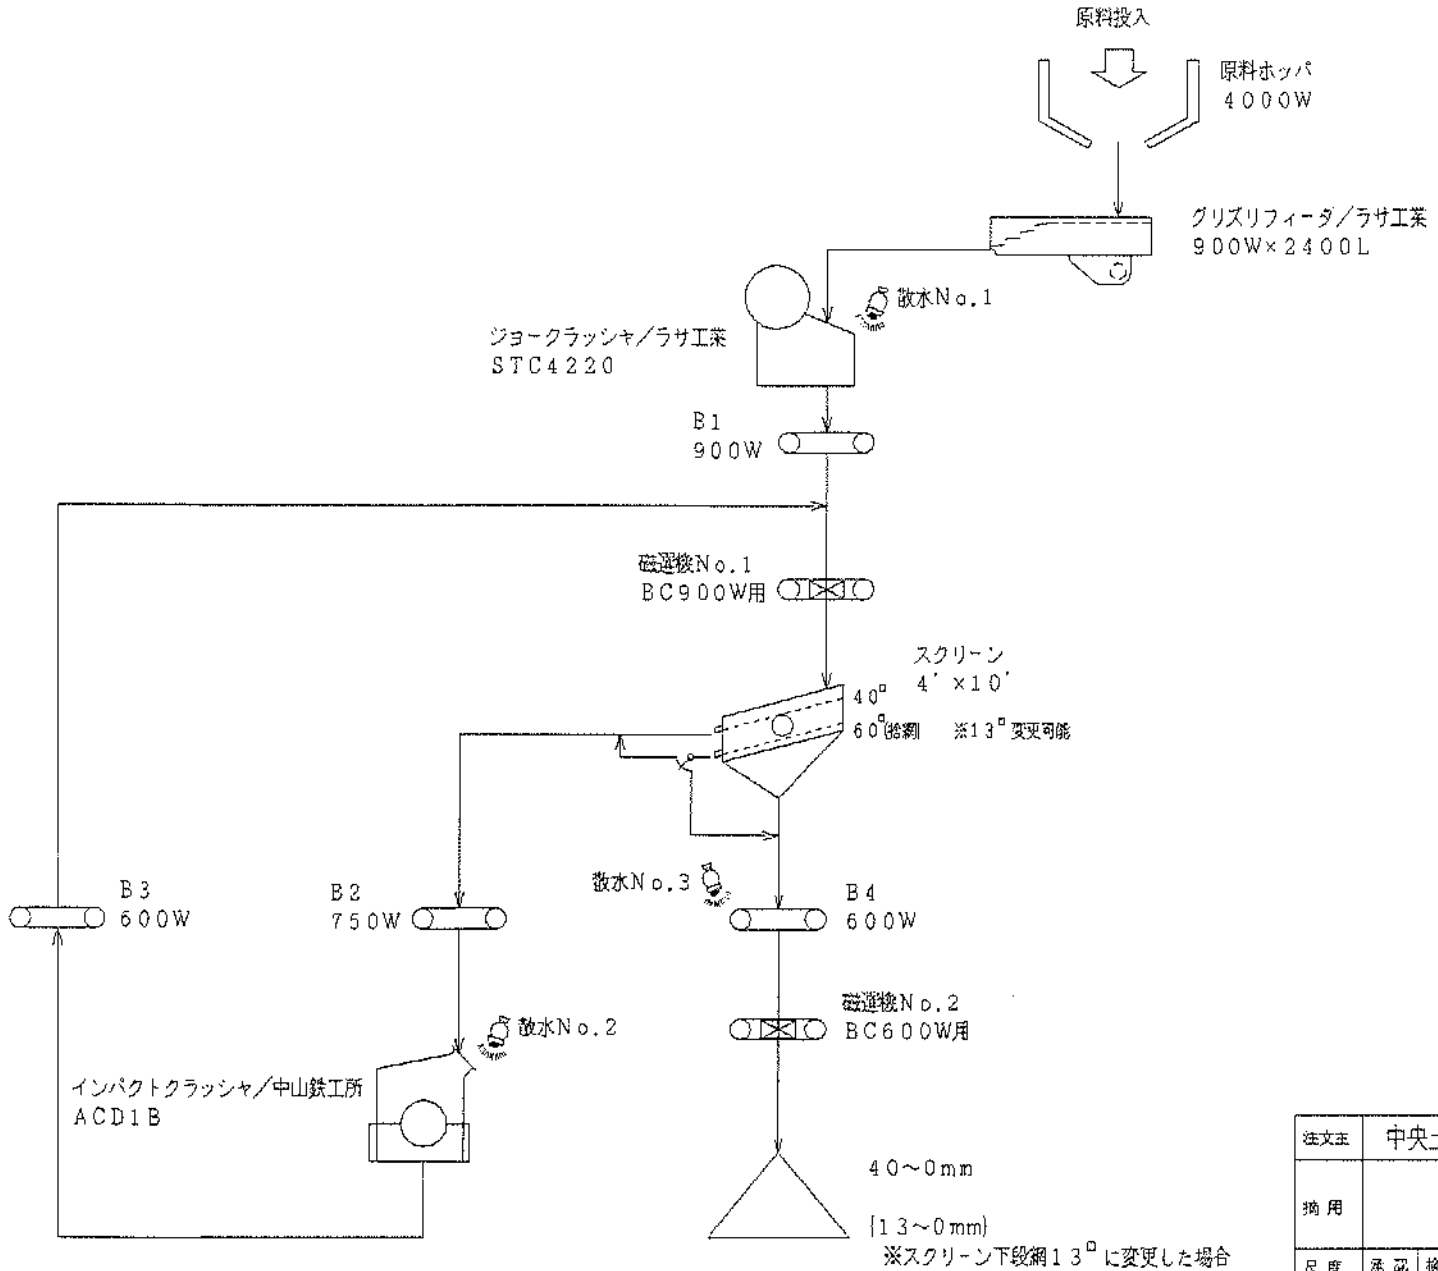 原料投入
原料ホッパ
4000W
グリズリフィーダ/ラサ工業
900W×2400L
散水No.1
ジョークラッシャ/ラサ工業
STC4220
B1
900W
磁選機No.1
BC900W用
スクリーン
4'×10'
40□
60□(捨網) ※13□変更可能
散水No.3
B3
600W
B2
750W
B4
600W
磁選機No.2
BC600W用
散水No.2
インパクトクラッシャ/中山鉄工所
ACD1B
40～0mm
(13～0mm)
※スクリーン下段網13□に変更した場合
注文主 中央
摘用
尺度 承認 検